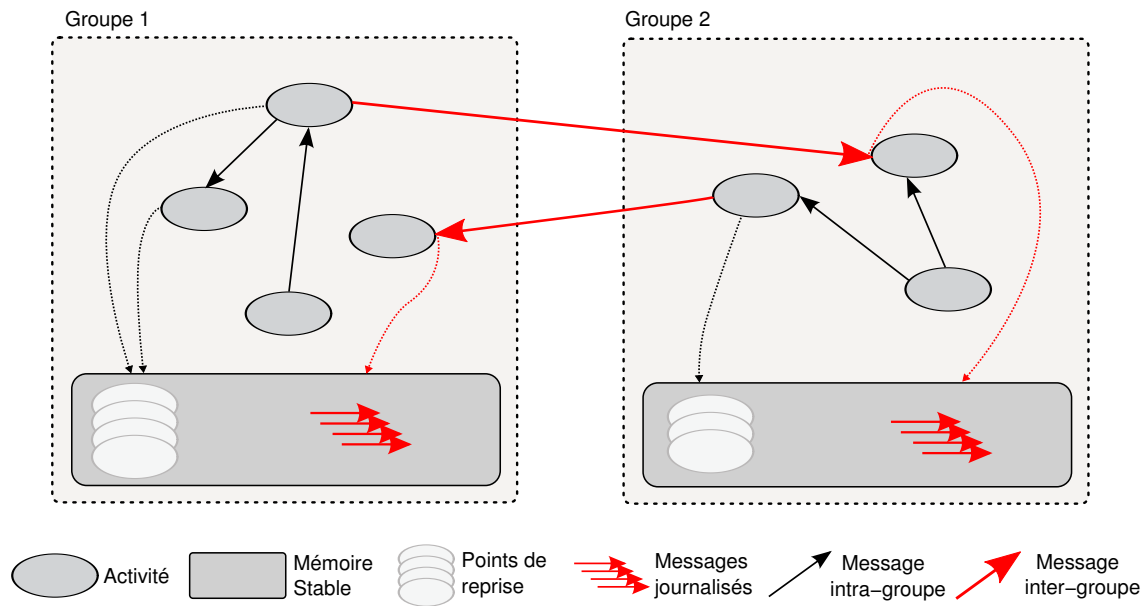 Groupe 1
Groupe 2
Activité
Mémoire
Stable
Points de
reprise
Messages
journalisés
Message
intra−groupe
Message
inter−groupe